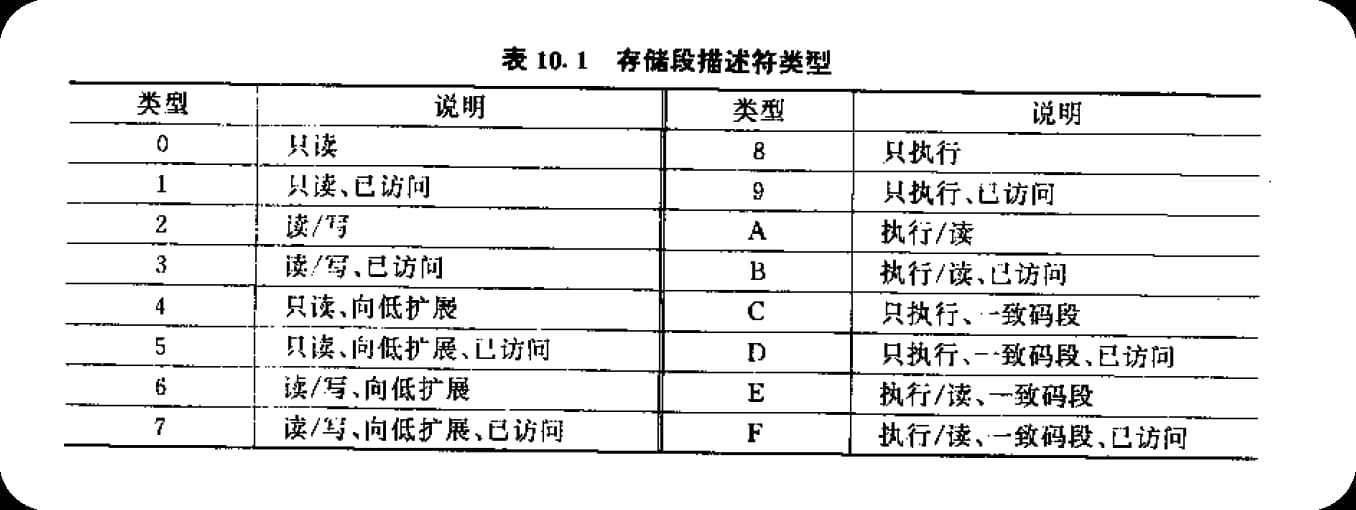 表 10.1 存储段描述符类型
类型 说明 类型 说明
0 只读 8 只执行
1 只读、已访问 9 只执行、已访问
2 读/写 A 执行/读
3 读/写、已访问 B 执行/读、已访问
4 只读、向低扩展 C 只执行、一致码段
5 只读、向低扩展、已访问 D 只执行、一致码段、已访问
6 读/写、向低扩展 E 执行/读、一致码段
7 读/写、向低扩展、已访问 F 执行/读、一致码段、已访问